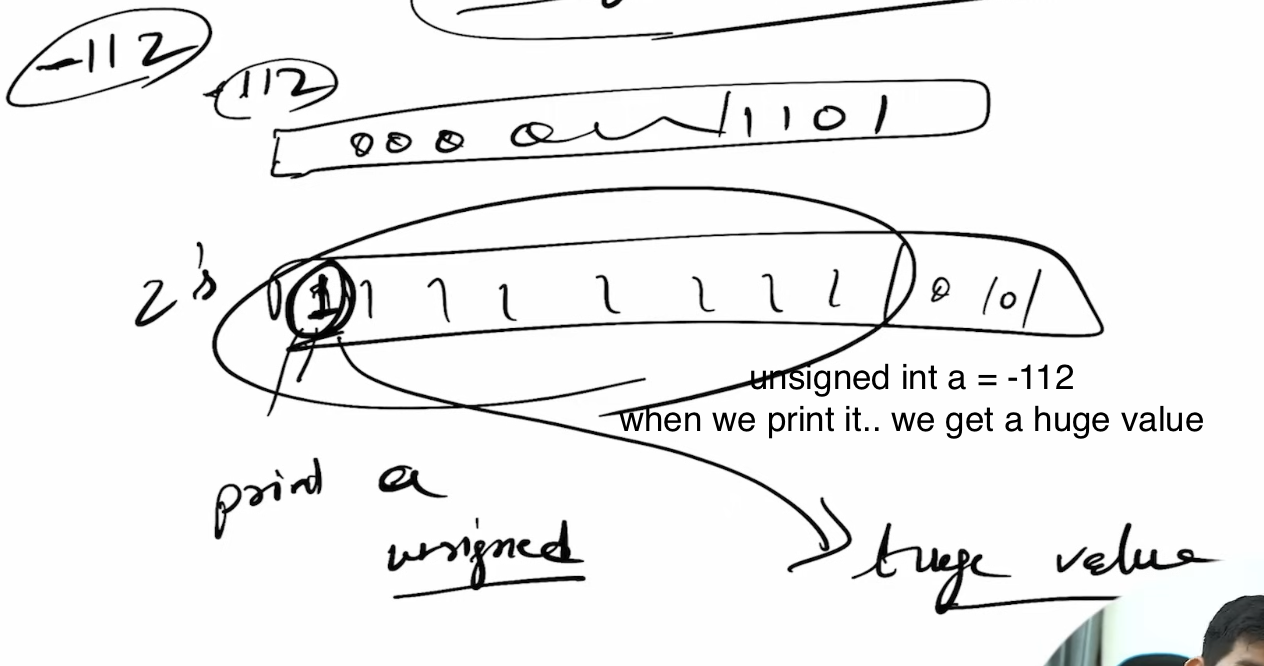 -112
112
000 1101
2's 1 1 1 1 1 1 1 1 0 101
unsigned int a = -112
when we print it.. we get a huge value
print a
unsigned
huge value